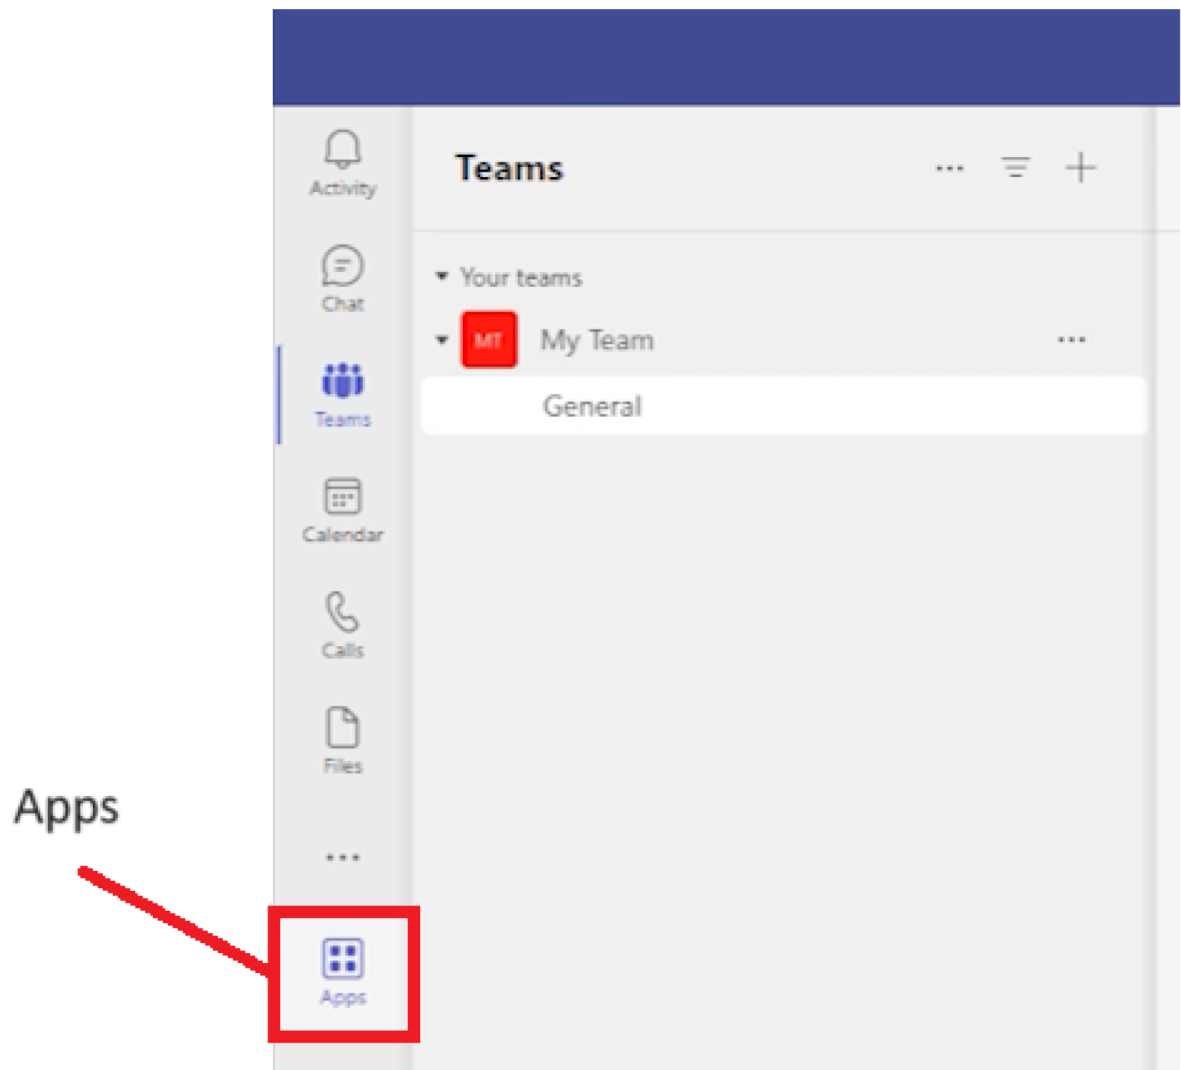 Activity
Teams
Chat
Your teams
MT My Team
General
Teams
Calendar
Calls
Files
Apps
Apps